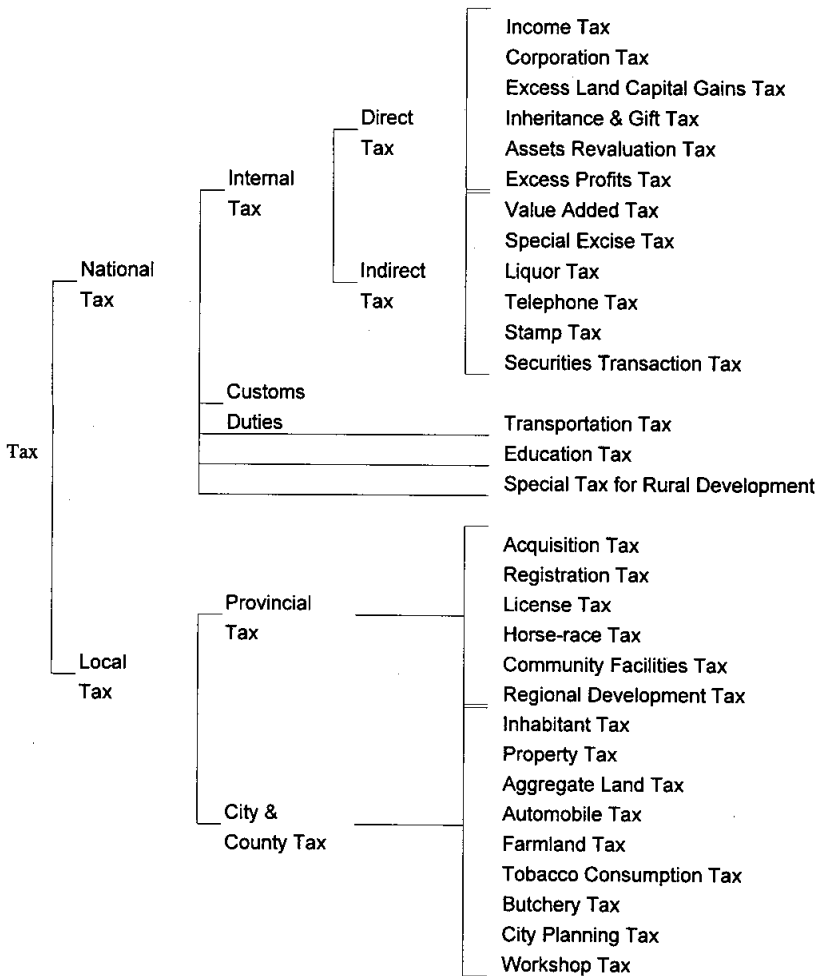 Income Tax
Corporation Tax
Excess Land Capital Gains Tax
Direct
Tax
Inheritance & Gift Tax
Assets Revaluation Tax
Internal
Tax
Excess Profits Tax
Value Added Tax
Special Excise Tax
National
Tax
Indirect
Tax
Liquor Tax
Telephone Tax
Stamp Tax
Securities Transaction Tax
Customs
Duties
Transportation Tax
Tax
Education Tax
Special Tax for Rural Development
Acquisition Tax
Registration Tax
Provincial
Tax
License Tax
Horse-race Tax
Local
Tax
Community Facilities Tax
Regional Development Tax
Inhabitant Tax
Property Tax
Aggregate Land Tax
City &
County Tax
Automobile Tax
Farmland Tax
Tobacco Consumption Tax
Butchery Tax
City Planning Tax
Workshop Tax